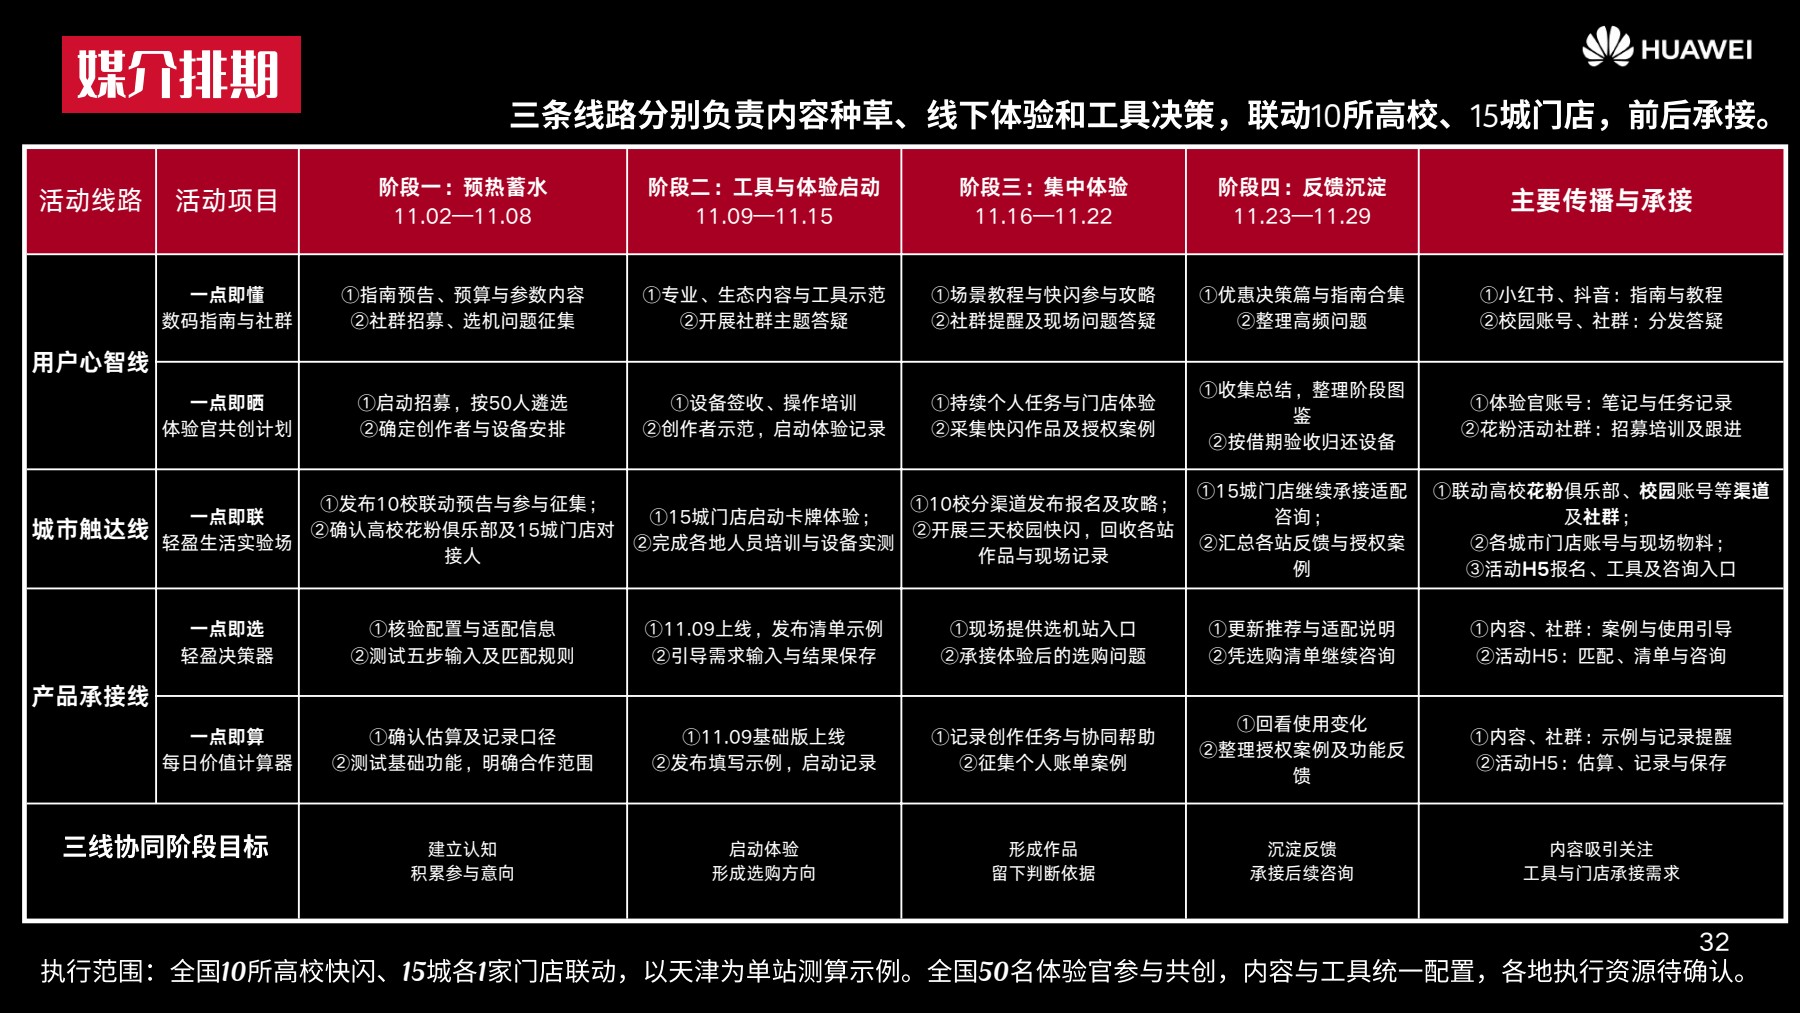 媒介排期
HUAWEI
三条线路分别负责内容种草、线下体验和工具决策，联动10所高校、15城门店，前后承接。
活动线路
活动项目
阶段一：预热蓄水
11.02—11.08
阶段二：工具与体验启动
11.09—11.15
阶段三：集中体验
11.16—11.22
阶段四：反馈沉淀
11.23—11.29
主要传播与承接
用户心智线
一点即懂
数码指南与社群
①指南预告、预算与参数内容
②社群招募、选机问题征集
①专业、生态内容与工具示范
②开展社群主题答疑
①场景教程与快闪参与攻略
②社群提醒及现场问题答疑
①优惠决策篇与指南合集
②整理高频问题
①小红书、抖音：指南与教程
②校园账号、社群：分发答疑
一点即晒
体验官共创计划
①启动招募，按50人遴选
②确定创作者与设备安排
①设备签收、操作培训
②创作者示范，启动体验记录
①持续个人任务与门店体验
②采集快闪作品及授权案例
①收集总结，整理阶段图
鉴
②按借期验收归还设备
①体验官账号：笔记与任务记录
②花粉活动社群：招募培训及跟进
城市触达线
一点即联
轻盈生活实验场
①发布10校联动预告与参与征集；
②确认高校花粉俱乐部及15城门店对
接人
①15城门店启动卡牌体验；
②完成各地人员培训与设备实测
①10校分渠道发布报名及攻略；
②开展三天校园快闪，回收各站
作品与现场记录
①15城门店继续承接适配
咨询；
②汇总各站反馈与授权案
例
①联动高校花粉俱乐部、校园账号等渠道
及社群；
②各城市门店账号与现场物料；
③活动H5报名、工具及咨询入口
产品承接线
一点即选
轻盈决策器
①核验配置与适配信息
②测试五步输入及匹配规则
①11.09上线，发布清单示例
②引导需求输入与结果保存
①现场提供选机站入口
②承接体验后的选购问题
①更新推荐与适配说明
②凭选购清单继续咨询
①内容、社群：案例与使用引导
②活动H5：匹配、清单与咨询
一点即算
每日价值计算器
①确认估算及记录口径
②测试基础功能，明确合作范围
①11.09基础版上线
②发布填写示例，启动记录
①记录创作任务与协同帮助
②征集个人账单案例
①回看使用变化
②整理授权案例及功能反
馈
①内容、社群：示例与记录提醒
②活动H5：估算、记录与保存
三线协同阶段目标
建立认知
积累参与意向
启动体验
形成选购方向
形成作品
留下判断依据
沉淀反馈
承接后续咨询
内容吸引关注
工具与门店承接需求
32
执行范围：全国10所高校快闪、15城各1家门店联动，以天津为单站测算示例。全国50名体验官参与共创，内容与工具统一配置，各地执行资源待确认。